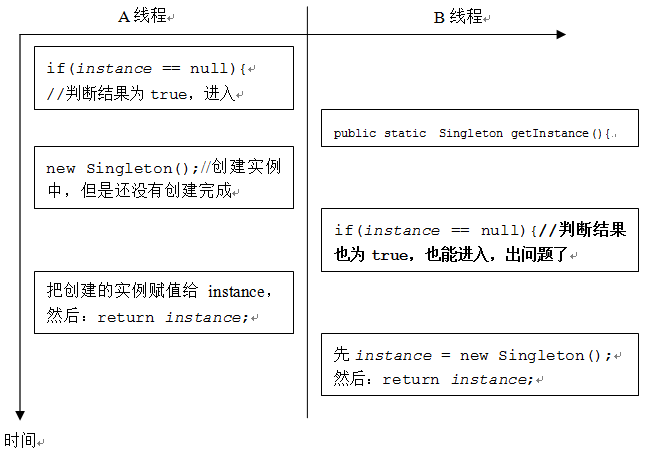 A 线程
B 线程
if(instance == null){
//判断结果为 true，进入
public static Singleton getInstance(){
new Singleton();//创建实例
中，但是还没有创建完成
if(instance == null){//判断结果
也为 true，也能进入，出问题了
把创建的实例赋值给 instance，
然后：return instance;
先 instance = new Singleton();
然后：return instance;
时间